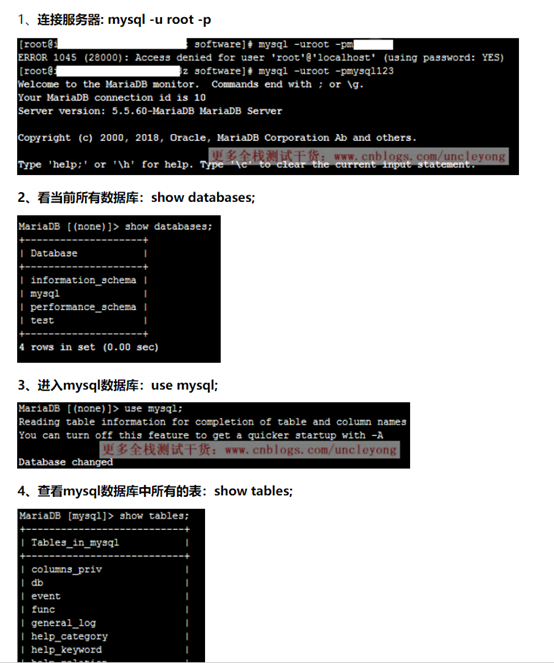 1、连接服务器: mysql -u root -p
[root@i software]# mysql -uroot -pm
ERROR 1045 (28000): Access denied for user 'root'@'localhost' (using password: YES)
[root@i z software]# mysql -uroot -pmysql123
Welcome to the MariaDB monitor.  Commands end with ; or \g.
Your MariaDB connection id is 10
Server version: 5.5.60-MariaDB MariaDB Server
Copyright (c) 2000, 2018, Oracle, MariaDB Corporation Ab and others.
更多全栈测试干货：www.cnblogs.com/uncleyong
Type 'help;' or '\h' for help. Type '\c' to clear the current input statement.
2、看当前所有数据库：show databases;
MariaDB [(none)]> show databases;
+--------------------+
| Database           |
+--------------------+
| information_schema |
| mysql              |
| performance_schema |
| test               |
+--------------------+
4 rows in set (0.00 sec)
3、进入mysql数据库：use mysql;
MariaDB [(none)]> use mysql;
Reading table information for completion of table and column names
You can turn off this feature to get a quicker startup with -A
更多全栈测试干货：www.cnblogs.com/uncleyong
Database changed
4、查看mysql数据库中所有的表：show tables;
MariaDB [mysql]> show tables;
+---------------------------+
| Tables_in_mysql           |
+---------------------------+
| columns_priv              |
| db                        |
| event                     |
| func                      |
| general_log               |
| help_category             |
| help_keyword              |